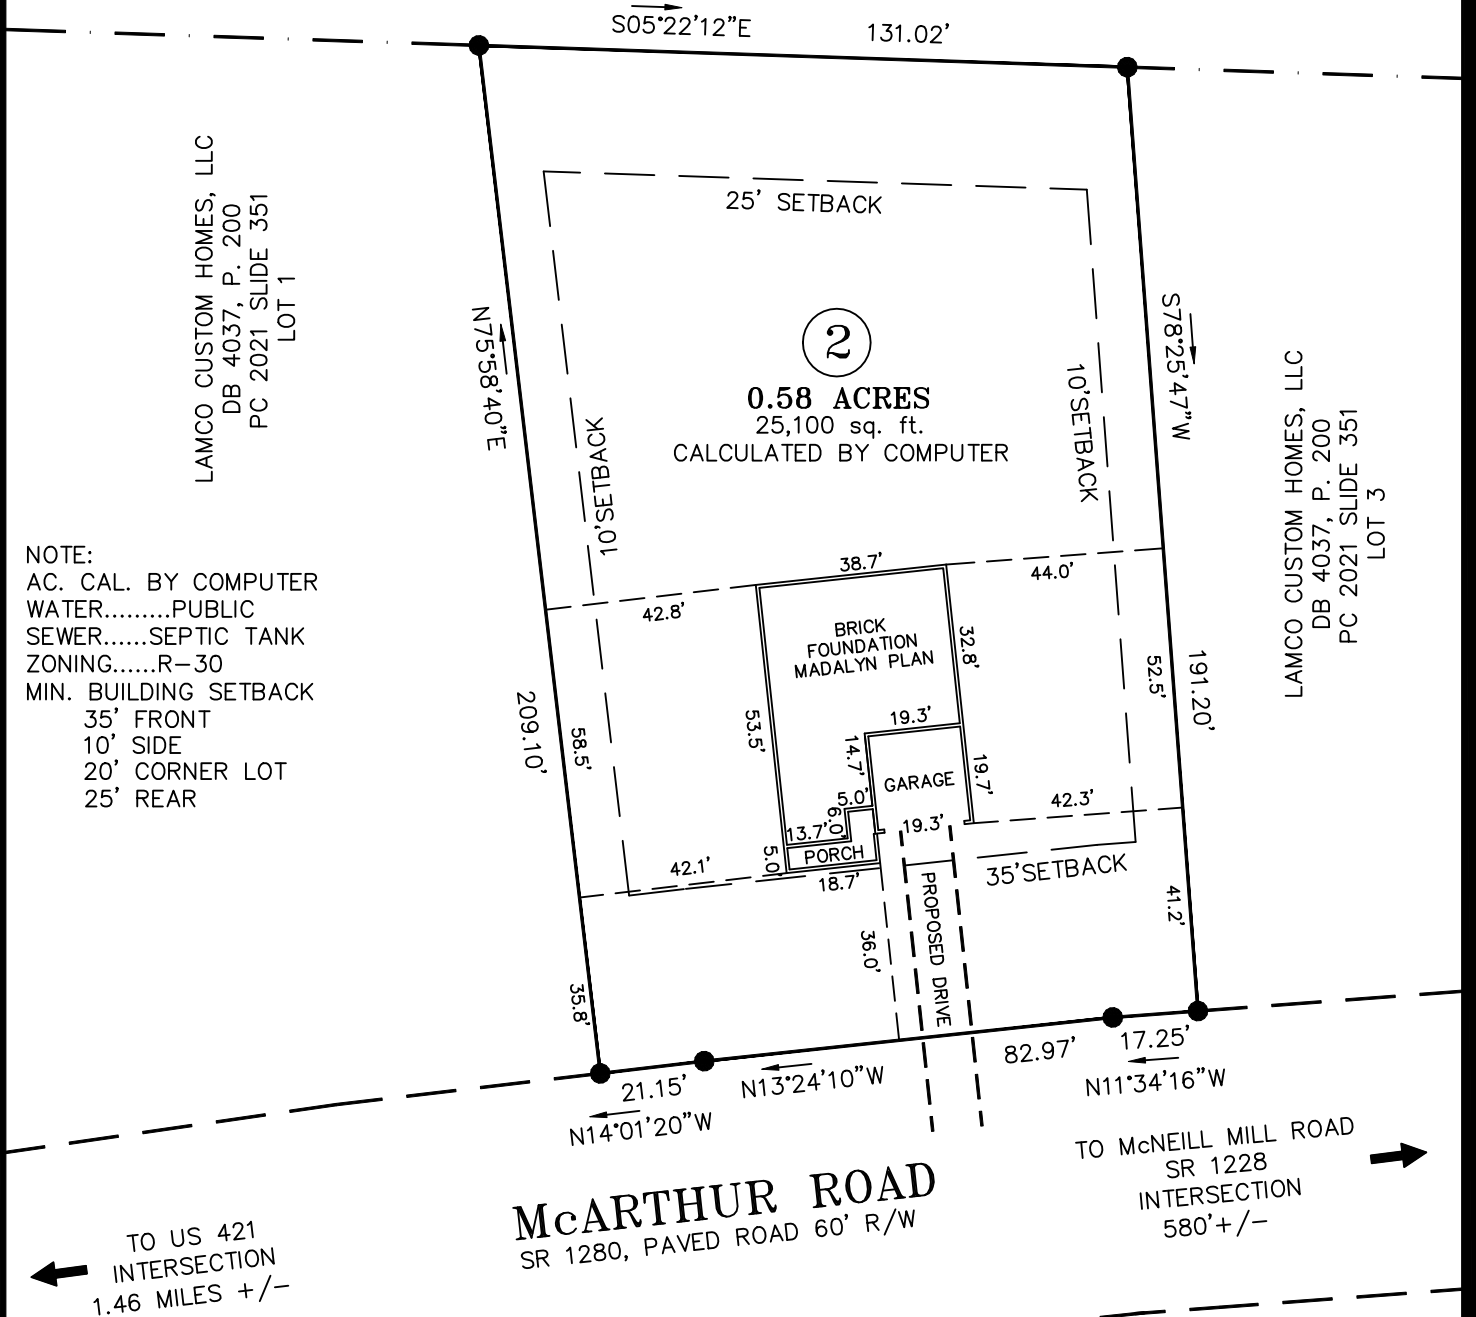 S05°22'12"E
131.02'
LAMCO CUSTOM HOMES, LLC
DB 4037, P. 200
PC 2021 SLIDE 351
LOT 1
25' SETBACK
N75°58'40"E
2
0.58 ACRES
25,100 sq. ft.
CALCULATED BY COMPUTER
S78°25'47"W
10'SETBACK
10'SETBACK
LAMCO CUSTOM HOMES, LLC
DB 4037, P. 200
PC 2021 SLIDE 351
LOT 3
NOTE:
AC. CAL. BY COMPUTER
WATER.........PUBLIC
SEWER......SEPTIC TANK
ZONING......R-30
MIN. BUILDING SETBACK
35' FRONT
10' SIDE
20' CORNER LOT
25' REAR
38.7'
42.8'
44.0'
BRICK
FOUNDATION
MADALYN PLAN
32.8'
52.5'
191.20'
209.10'
58.5'
53.5'
19.3'
14.7'
GARAGE
19.7'
5.0'
6.0'
13.7'
19.3'
42.3'
5.0'
PORCH
42.1'
18.7'
35'SETBACK
PROPOSED DRIVE
36.0'
41.2'
35.8'
21.15'
N14°01'20"W
N13°24'10"W
82.97'
17.25'
N11°34'16"W
McARTHUR ROAD
SR 1280, PAVED ROAD 60' R/W
TO McNEILL MILL ROAD
SR 1228
INTERSECTION
580'+/-
TO US 421
INTERSECTION
1.46 MILES +/-